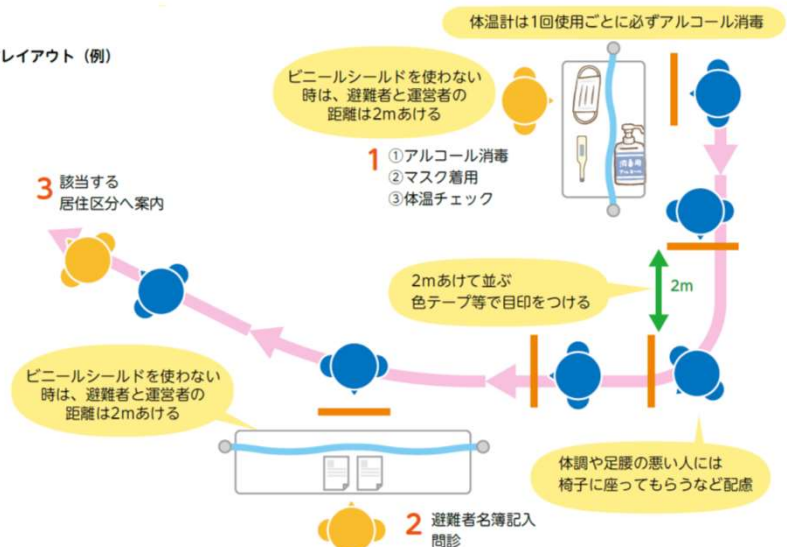 レイアウト（例）
体温計は1回使用ごとに必ずアルコール消毒
ビニールシールドを使わない
時は、避難者と運営者の
距離は2mあける
1 ①アルコール消毒
②マスク着用
③体温チェック
消毒用
アルコール
3 該当する
居住区分へ案内
2mあけて並ぶ
色テープ等で目印をつける
2m
ビニールシールドを使わない
時は、避難者と運営者の
距離は2mあける
体調や足腰の悪い人には
椅子に座ってもらうなど配慮
2 避難者名簿記入
問診